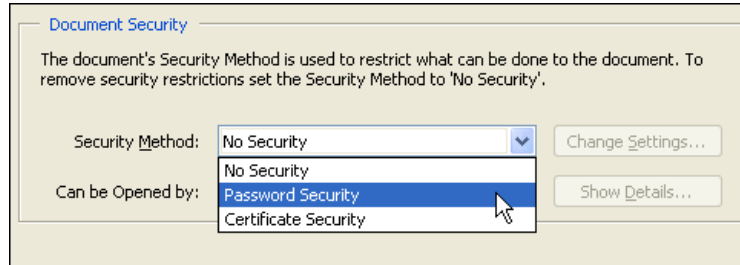 Document Security
The document's Security Method is used to restrict what can be done to the document. To
remove security restrictions set the Security Method to 'No Security'.
Security Method: No Security Change Settings...
No Security
Can be Opened by: Password Security Show Details...
Certificate Security